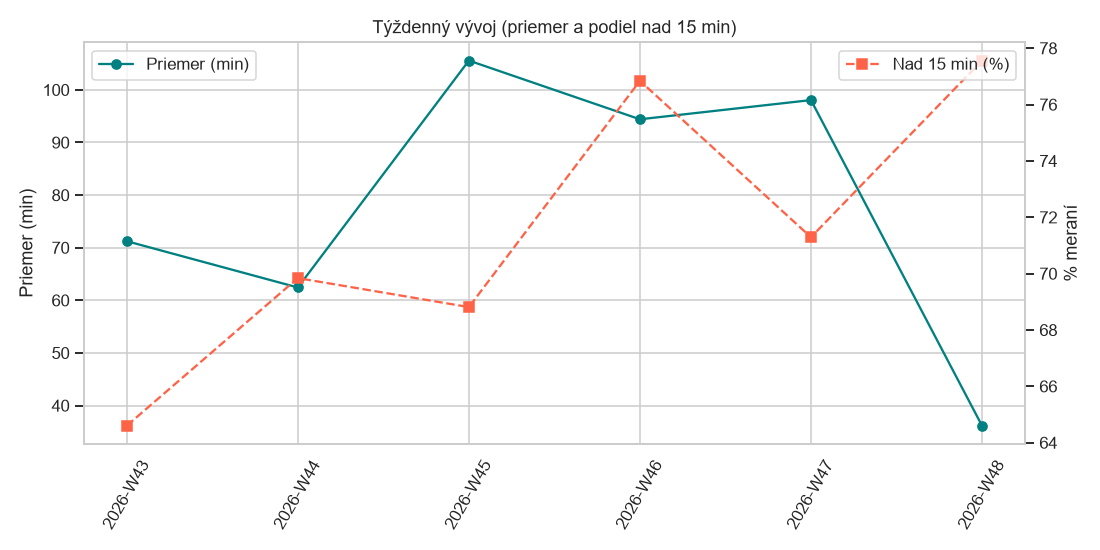 Týždenný vývoj (priemer a podiel nad 15 min)
Priemer (min)
Nad 15 min (%)
Priemer (min)
100
90
80
70
60
50
40
% meraní
78
76
74
72
70
68
66
64
2026-W43
2026-W44
2026-W45
2026-W46
2026-W47
2026-W48